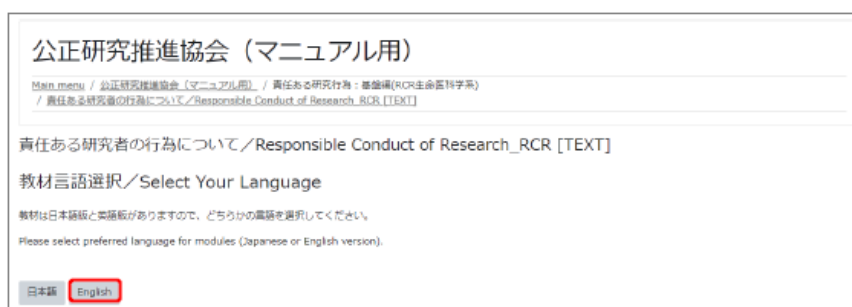 公正研究推進協会（マニュアル用）
Main menu / 公正研究推進協会（マニュアル用） / 責任ある研究行為：基盤編(RCR生命医科学系)
/ 責任ある研究者の行為について／Responsible Conduct of Research_RCR [TEXT]
責任ある研究者の行為について／Responsible Conduct of Research_RCR [TEXT]
教材言語選択／Select Your Language
教材は日本語版と英語版がありますので、どちらかの言語を選択してください。
Please select preferred language for modules (Japanese or English version).
日本語 English